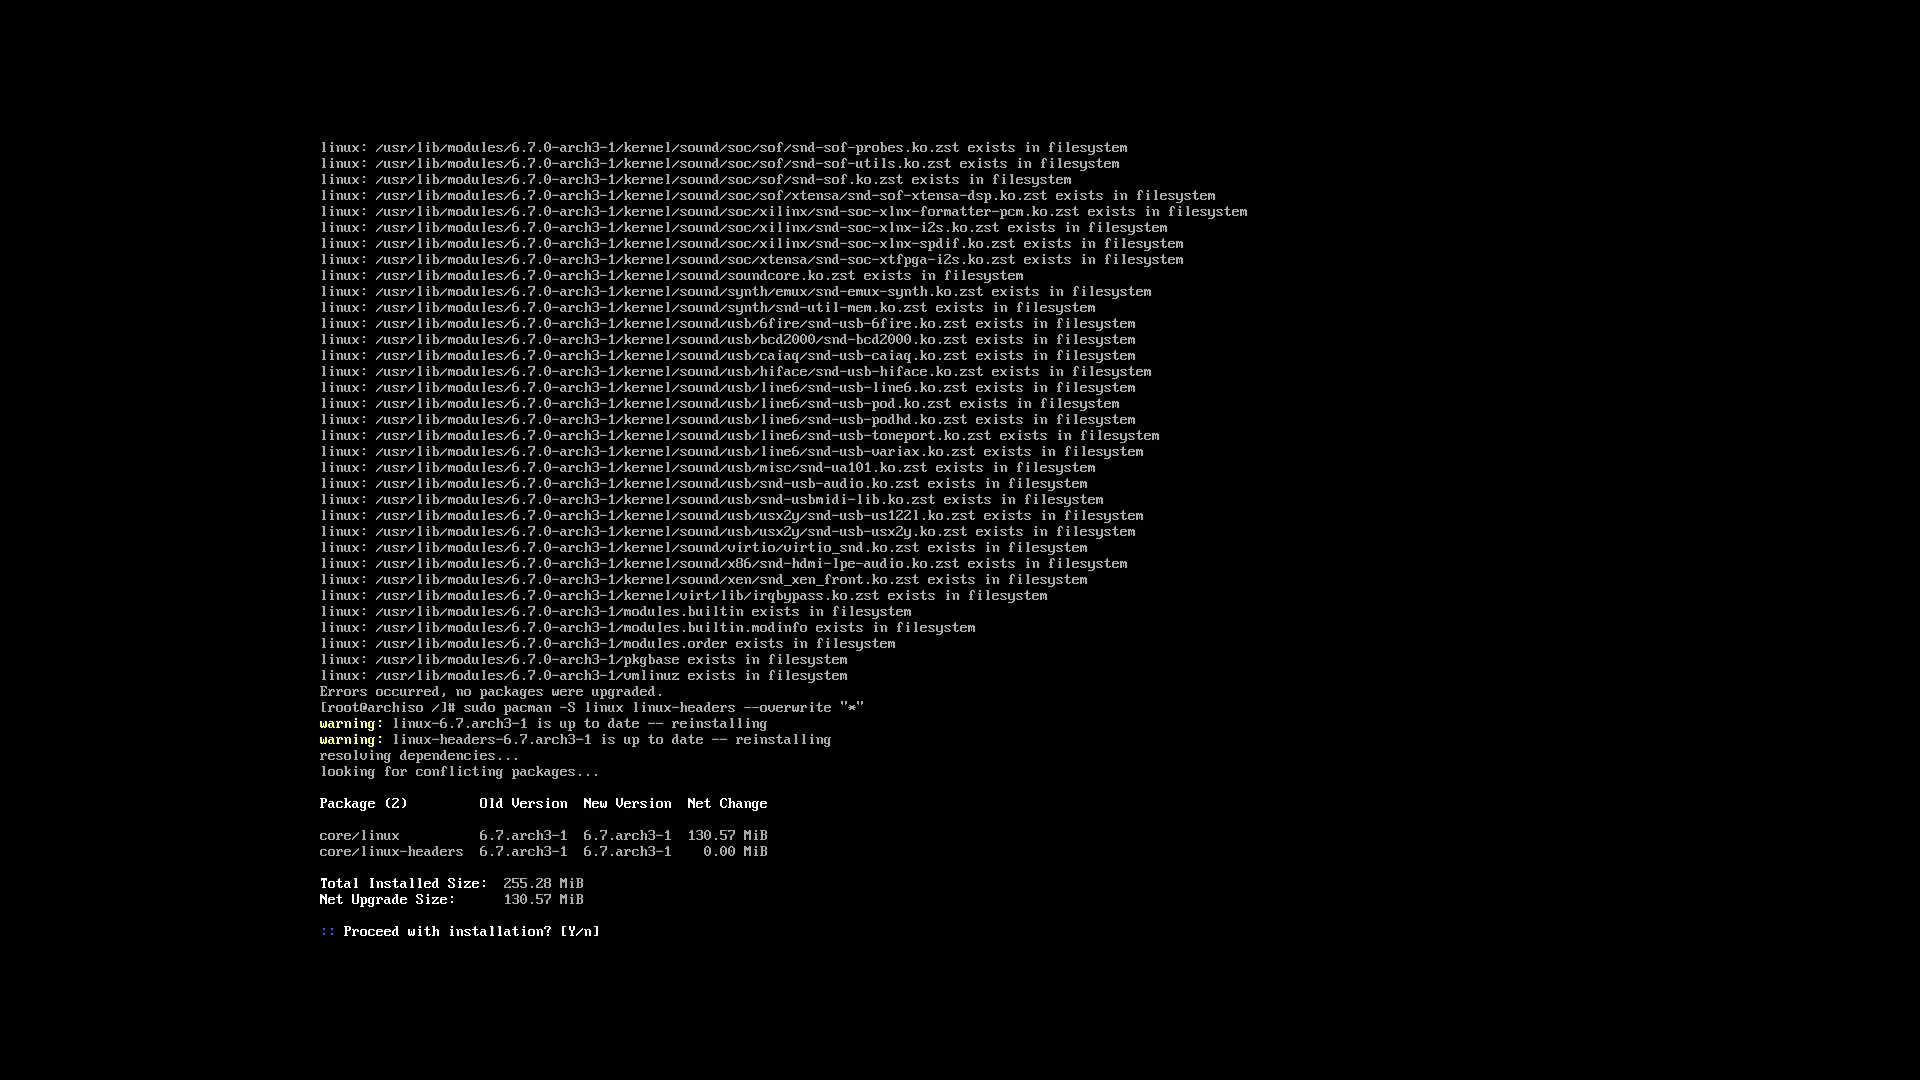 linux: /usr/lib/modules/6.7.0-arch3-1/kernel/sound/soc/sof/snd-sof-probes.ko.zst exists in filesystem
linux: /usr/lib/modules/6.7.0-arch3-1/kernel/sound/soc/sof/snd-sof-utils.ko.zst exists in filesystem
linux: /usr/lib/modules/6.7.0-arch3-1/kernel/sound/soc/sof/snd-sof.ko.zst exists in filesystem
linux: /usr/lib/modules/6.7.0-arch3-1/kernel/sound/soc/sof/xtensa/snd-sof-xtensa-dsp.ko.zst exists in filesystem
linux: /usr/lib/modules/6.7.0-arch3-1/kernel/sound/soc/xilinx/snd-soc-xlnx-formatter-pcm.ko.zst exists in filesystem
linux: /usr/lib/modules/6.7.0-arch3-1/kernel/sound/soc/xilinx/snd-soc-xlnx-i2s.ko.zst exists in filesystem
linux: /usr/lib/modules/6.7.0-arch3-1/kernel/sound/soc/xilinx/snd-soc-xlnx-spdif.ko.zst exists in filesystem
linux: /usr/lib/modules/6.7.0-arch3-1/kernel/sound/soc/xtensa/snd-soc-xtfpga-i2s.ko.zst exists in filesystem
linux: /usr/lib/modules/6.7.0-arch3-1/kernel/sound/soundcore.ko.zst exists in filesystem
linux: /usr/lib/modules/6.7.0-arch3-1/kernel/sound/synth/emux/snd-emux-synth.ko.zst exists in filesystem
linux: /usr/lib/modules/6.7.0-arch3-1/kernel/sound/synth/snd-util-mem.ko.zst exists in filesystem
linux: /usr/lib/modules/6.7.0-arch3-1/kernel/sound/usb/6fire/snd-usb-6fire.ko.zst exists in filesystem
linux: /usr/lib/modules/6.7.0-arch3-1/kernel/sound/usb/bcd2000/snd-bcd2000.ko.zst exists in filesystem
linux: /usr/lib/modules/6.7.0-arch3-1/kernel/sound/usb/caiaq/snd-usb-caiaq.ko.zst exists in filesystem
linux: /usr/lib/modules/6.7.0-arch3-1/kernel/sound/usb/hiface/snd-usb-hiface.ko.zst exists in filesystem
linux: /usr/lib/modules/6.7.0-arch3-1/kernel/sound/usb/line6/snd-usb-line6.ko.zst exists in filesystem
linux: /usr/lib/modules/6.7.0-arch3-1/kernel/sound/usb/line6/snd-usb-pod.ko.zst exists in filesystem
linux: /usr/lib/modules/6.7.0-arch3-1/kernel/sound/usb/line6/snd-usb-podhd.ko.zst exists in filesystem
linux: /usr/lib/modules/6.7.0-arch3-1/kernel/sound/usb/line6/snd-usb-toneport.ko.zst exists in filesystem
linux: /usr/lib/modules/6.7.0-arch3-1/kernel/sound/usb/line6/snd-usb-variax.ko.zst exists in filesystem
linux: /usr/lib/modules/6.7.0-arch3-1/kernel/sound/usb/misc/snd-ua101.ko.zst exists in filesystem
linux: /usr/lib/modules/6.7.0-arch3-1/kernel/sound/usb/snd-usb-audio.ko.zst exists in filesystem
linux: /usr/lib/modules/6.7.0-arch3-1/kernel/sound/usb/snd-usbmidi-lib.ko.zst exists in filesystem
linux: /usr/lib/modules/6.7.0-arch3-1/kernel/sound/usb/usx2y/snd-usb-us122l.ko.zst exists in filesystem
linux: /usr/lib/modules/6.7.0-arch3-1/kernel/sound/usb/usx2y/snd-usb-usx2y.ko.zst exists in filesystem
linux: /usr/lib/modules/6.7.0-arch3-1/kernel/sound/virtio/virtio_snd.ko.zst exists in filesystem
linux: /usr/lib/modules/6.7.0-arch3-1/kernel/sound/x86/snd-hdmi-lpe-audio.ko.zst exists in filesystem
linux: /usr/lib/modules/6.7.0-arch3-1/kernel/sound/xen/snd_xen_front.ko.zst exists in filesystem
linux: /usr/lib/modules/6.7.0-arch3-1/kernel/virt/lib/irqbypass.ko.zst exists in filesystem
linux: /usr/lib/modules/6.7.0-arch3-1/modules.builtin exists in filesystem
linux: /usr/lib/modules/6.7.0-arch3-1/modules.builtin.modinfo exists in filesystem
linux: /usr/lib/modules/6.7.0-arch3-1/modules.order exists in filesystem
linux: /usr/lib/modules/6.7.0-arch3-1/pkgbase exists in filesystem
linux: /usr/lib/modules/6.7.0-arch3-1/vmlinuz exists in filesystem
Errors occurred, no packages were upgraded.
[root@archiso /]# sudo pacman -S linux linux-headers --overwrite "*"
warning: linux-6.7.arch3-1 is up to date -- reinstalling
warning: linux-headers-6.7.arch3-1 is up to date -- reinstalling
resolving dependencies...
looking for conflicting packages...
Package (2)         Old Version  New Version  Net Change
core/linux          6.7.arch3-1  6.7.arch3-1  130.57 MiB
core/linux-headers  6.7.arch3-1  6.7.arch3-1    0.00 MiB
Total Installed Size:  255.28 MiB
Net Upgrade Size:      130.57 MiB
:: Proceed with installation? [Y/n]